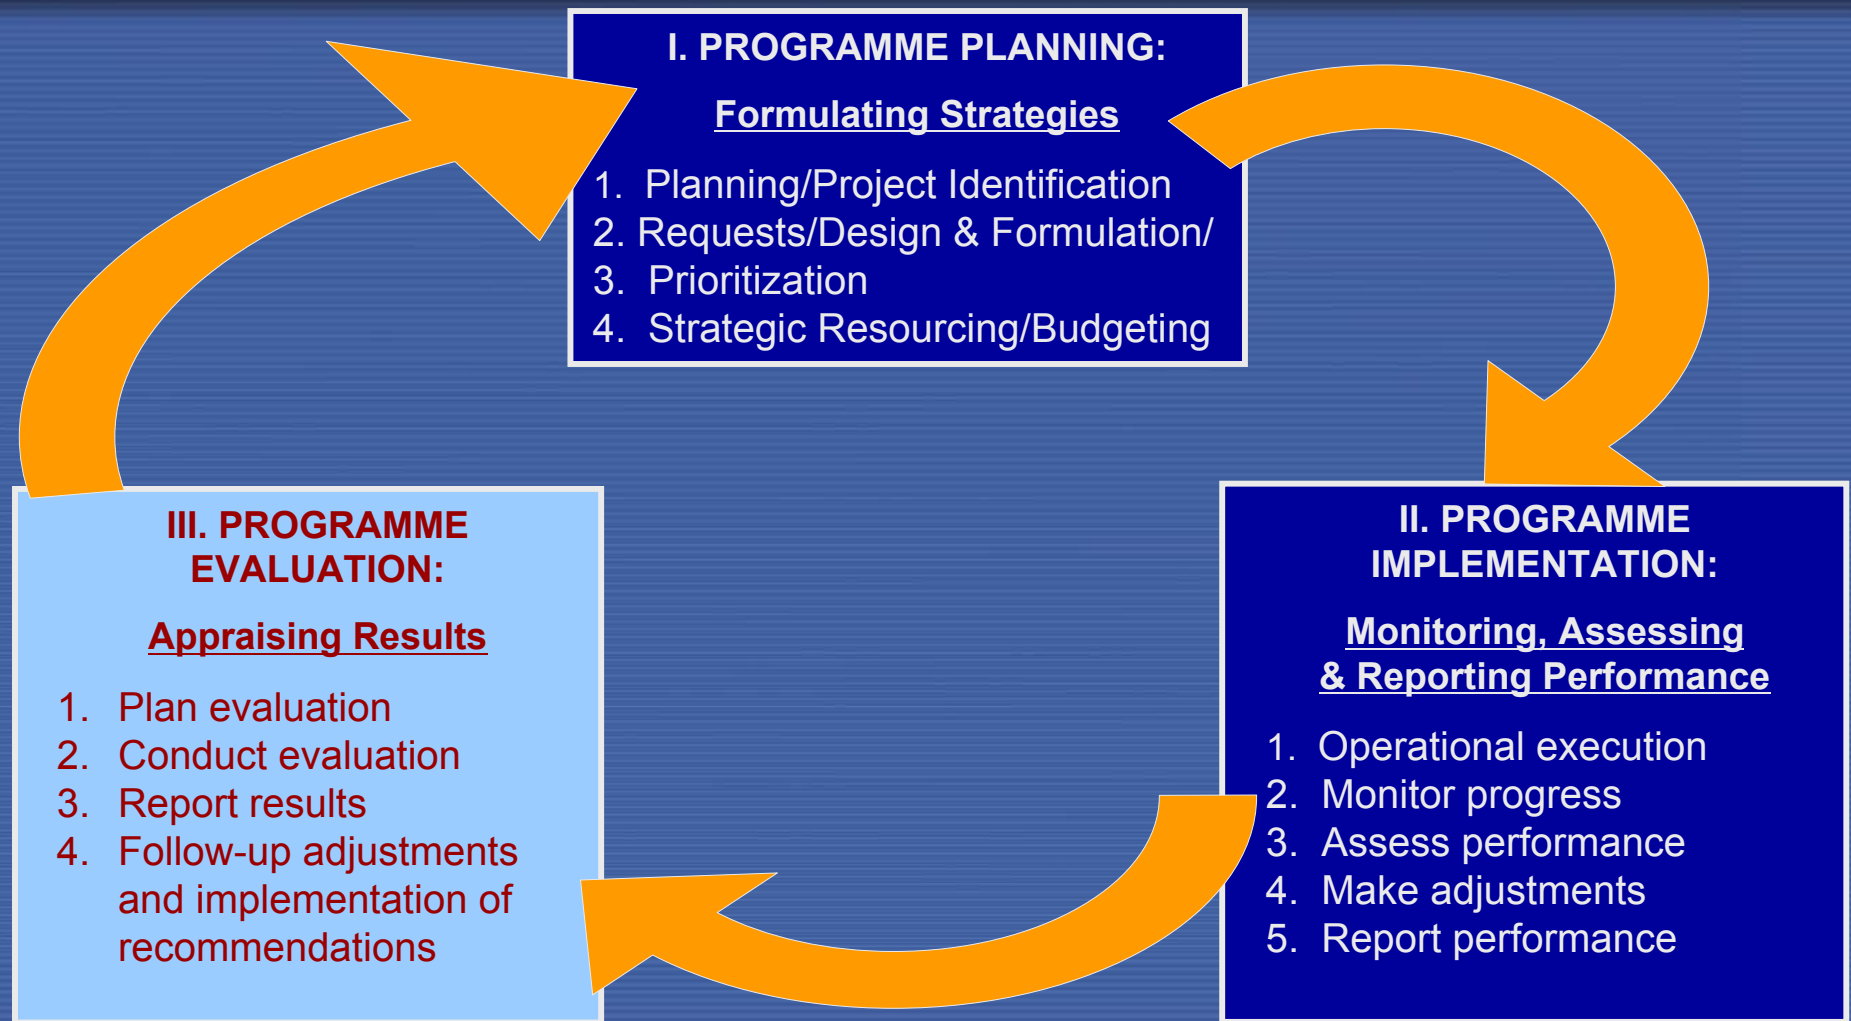 I. PROGRAMME PLANNING:
Formulating Strategies
1. Planning/Project Identification
2. Requests/Design & Formulation/
3. Prioritization
4. Strategic Resourcing/Budgeting
II. PROGRAMME
IMPLEMENTATION:
Monitoring, Assessing
& Reporting Performance
1. Operational execution
2. Monitor progress
3. Assess performance
4. Make adjustments
5. Report performance
III. PROGRAMME
EVALUATION:
Appraising Results
1. Plan evaluation
2. Conduct evaluation
3. Report results
4. Follow-up adjustments
and implementation of
recommendations